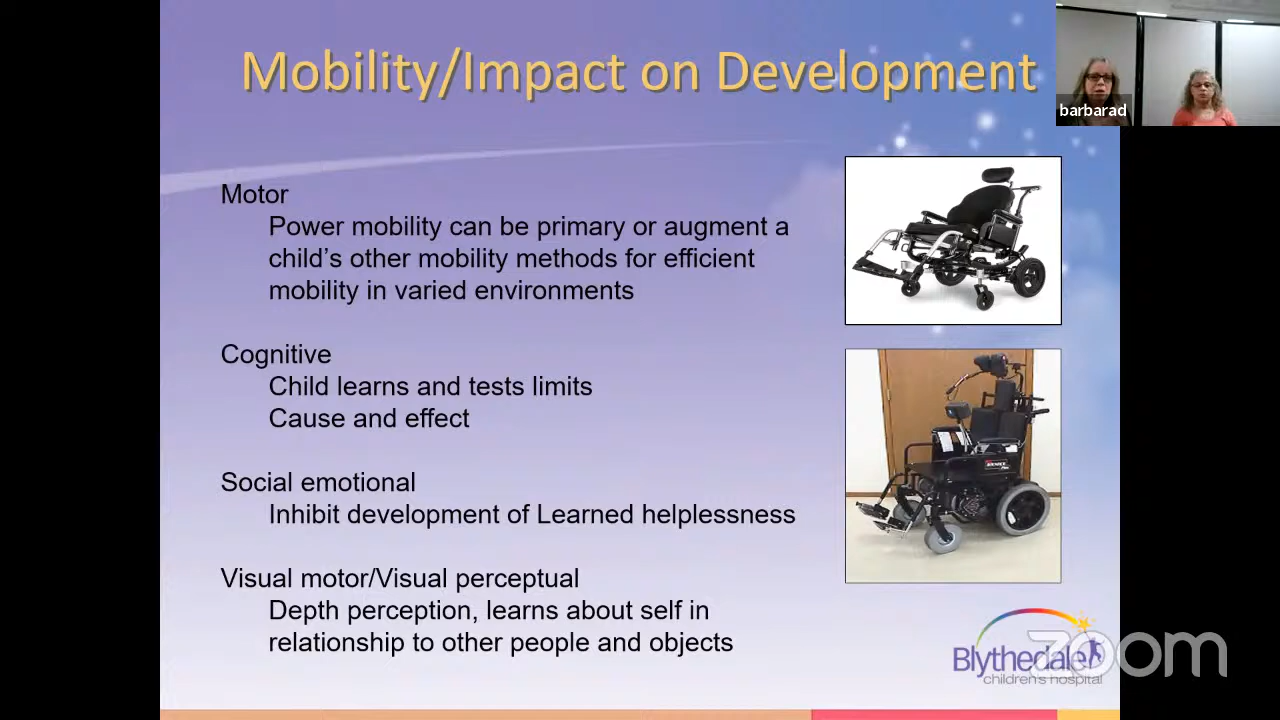 Mobility/Impact on Development
barbarad
Motor
Power mobility can be primary or augment a
child's other mobility methods for efficient
mobility in varied environments
Cognitive
Child learns and tests limits
Cause and effect
Social emotional
Inhibit development of Learned helplessness
Visual motor/Visual perceptual
Depth perception, learns about self in
relationship to other people and objects
Blythedale
children's hospital
zoom